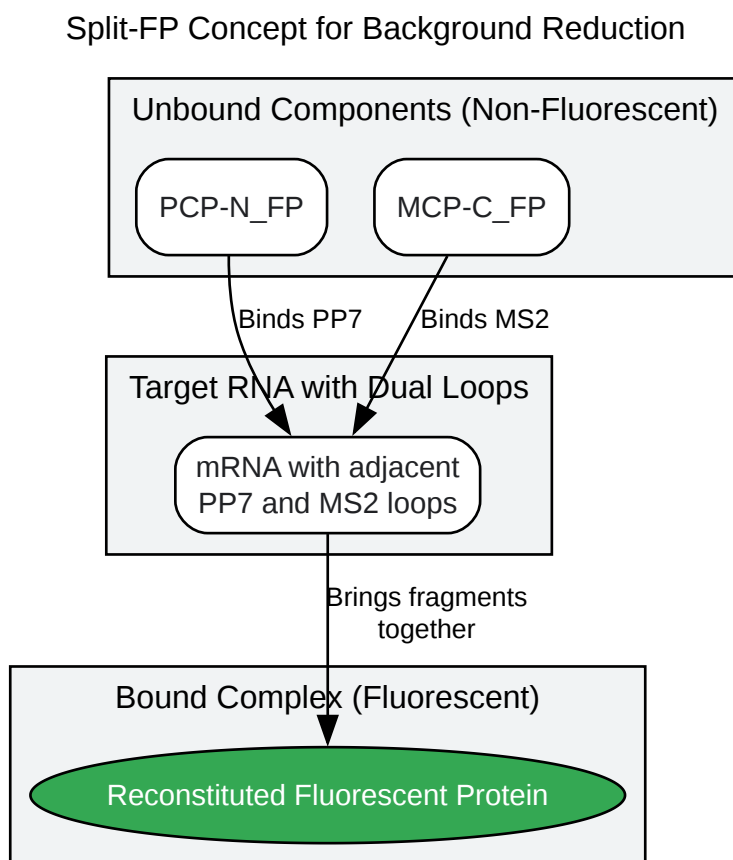 Split-FP Concept for Background Reduction
Unbound Components (Non-Fluorescent)
PCP-N_FP
MCP-C_FP
Binds PP7
Binds MS2
Target RNA with Dual Loops
mRNA with adjacent
PP7 and MS2 loops
Brings fragments
together
Bound Complex (Fluorescent)
Reconstituted Fluorescent Protein